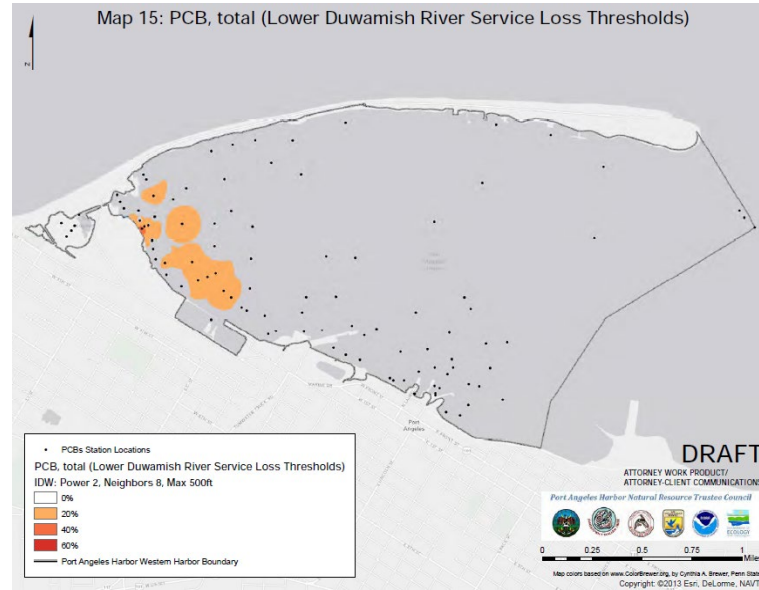 Map 15: PCB, total (Lower Duwamish River Service Loss Thresholds)
N
Port
Angeles
• PCBs Station Locations
PCB, total (Lower Duwamish River Service Loss Thresholds)
IDW: Power 2, Neighbors 8, Max 500ft
0%
20%
40%
60%
Port Angeles Harbor Western Harbor Boundary
DRAFT
ATTORNEY WORK PRODUCT/
ATTORNEY-CLIENT COMMUNICATIONS
Port Angeles Harbor Natural Resource Trustee Council
ECOLOGY
0 0.25 0.5 0.75 1
Miles
Map colors based on www.ColorBrewer.org, by Cynthia A. Brewer, Penn State
Copyright: ©2013 Esri, DeLorme, NAVT